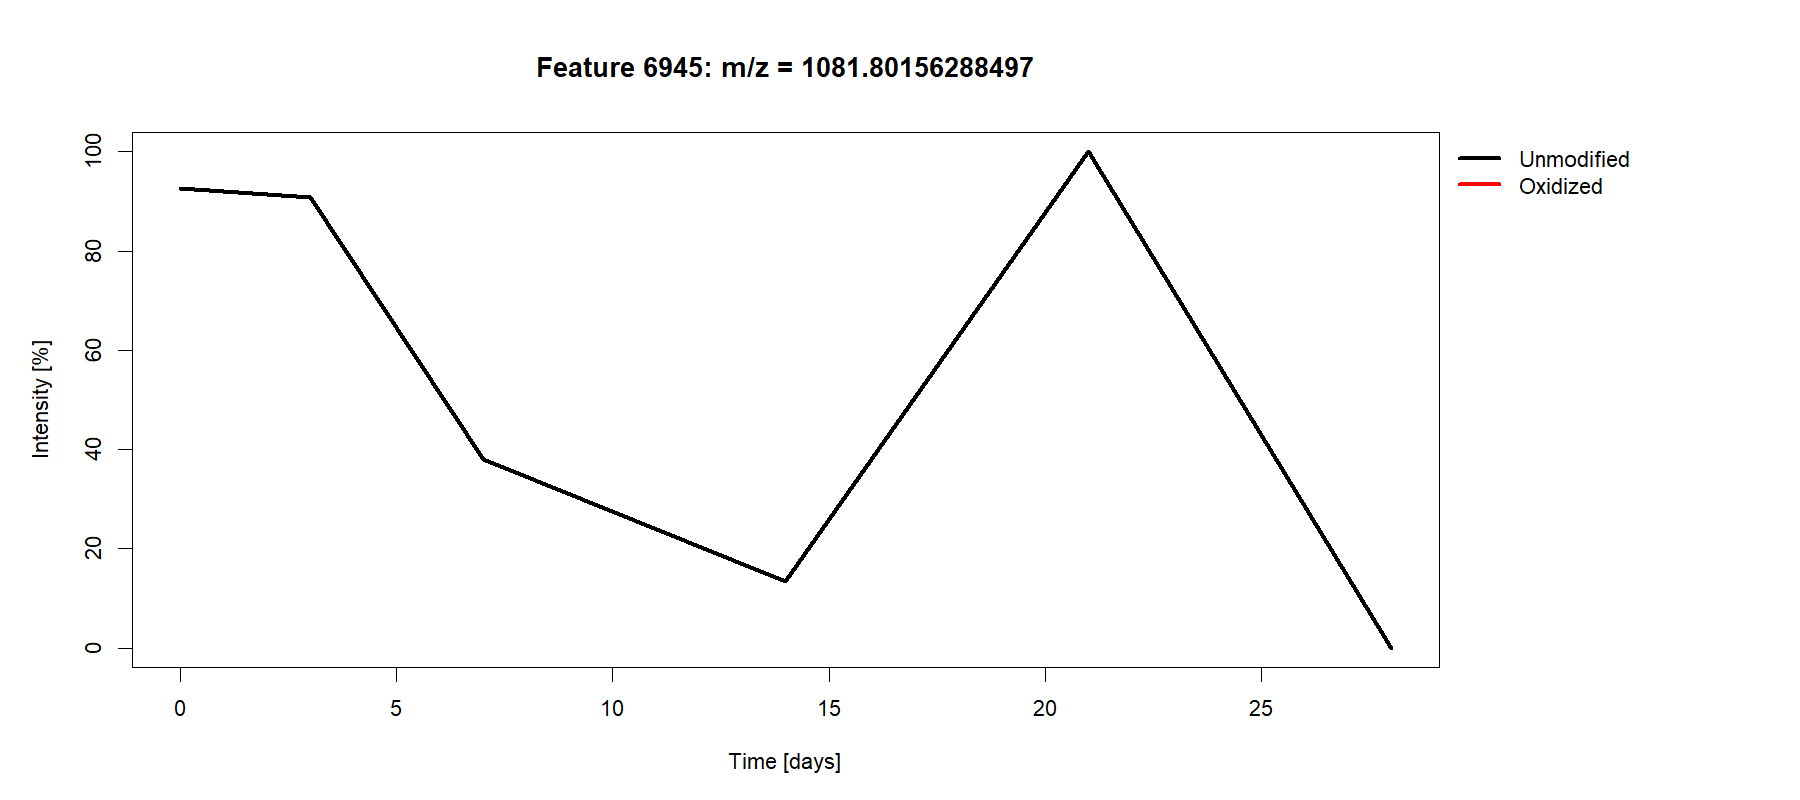 Feature 6945: m/z = 1081.80156288497
Unmodified
Oxidized
Intensity [%]
100
80
60
40
20
0
0 5 10 15 20 25
Time [days]